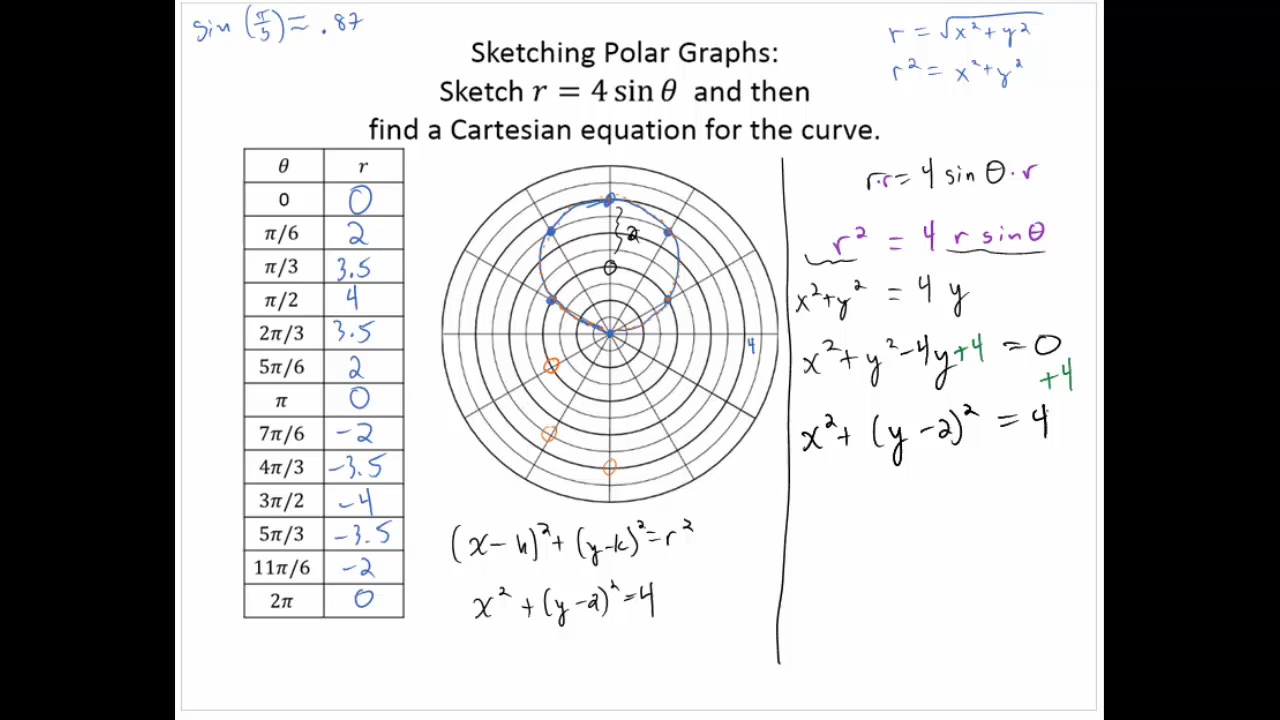 sin (π/3) ≈ .87
r = √x²+y²
r² = x²+y²
Sketching Polar Graphs:
Sketch r = 4 sin θ and then
find a Cartesian equation for the curve.
θ r
0 0
π/6 2
π/3 3.5
π/2 4
2π/3 3.5
5π/6 2
π 0
7π/6 -2
4π/3 -3.5
3π/2 -4
5π/3 -3.5
11π/6 -2
2π 0
2
4
(x-h)² + (y-k)² = r²
x² + (y-2)² = 4
r·r = 4 sin θ · r
r² = 4 r sin θ
x²+y² = 4 y
x² + y² - 4y + 4 = 0
+4
x² + (y - 2)² = 4